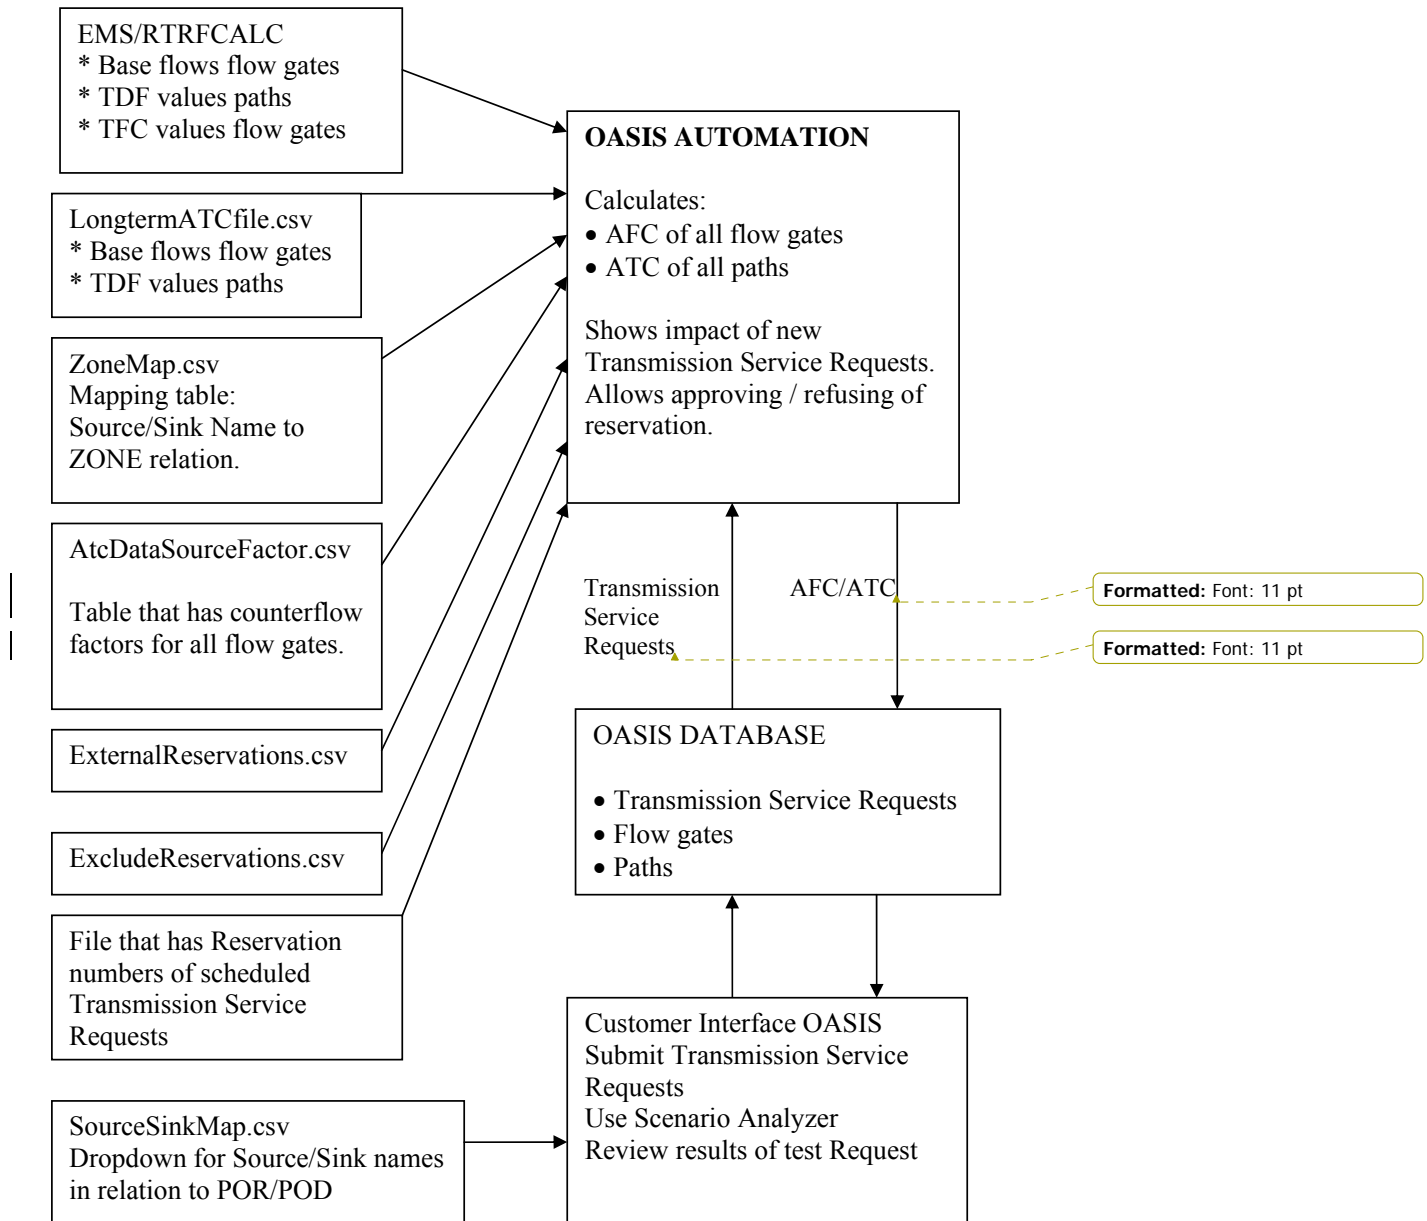 EMS/RTRFCALC
* Base flows flow gates
* TDF values paths
* TFC values flow gates
LongtermATCfile.csv
* Base flows flow gates
* TDF values paths
ZoneMap.csv
Mapping table:
Source/Sink Name to
ZONE relation.
AtcDataSourceFactor.csv
Table that has counterflow
factors for all flow gates.
ExternalReservations.csv
ExcludeReservations.csv
File that has Reservation
numbers of scheduled
Transmission Service
Requests
SourceSinkMap.csv
Dropdown for Source/Sink names
in relation to POR/POD
OASIS AUTOMATION
Calculates:
• AFC of all flow gates
• ATC of all paths
Shows impact of new
Transmission Service Requests.
Allows approving / refusing of
reservation.
Transmission
Service
Requests
AFC/ATC
Formatted: Font: 11 pt
Formatted: Font: 11 pt
OASIS DATABASE
• Transmission Service Requests
• Flow gates
• Paths
Customer Interface OASIS
Submit Transmission Service
Requests
Use Scenario Analyzer
Review results of test Request